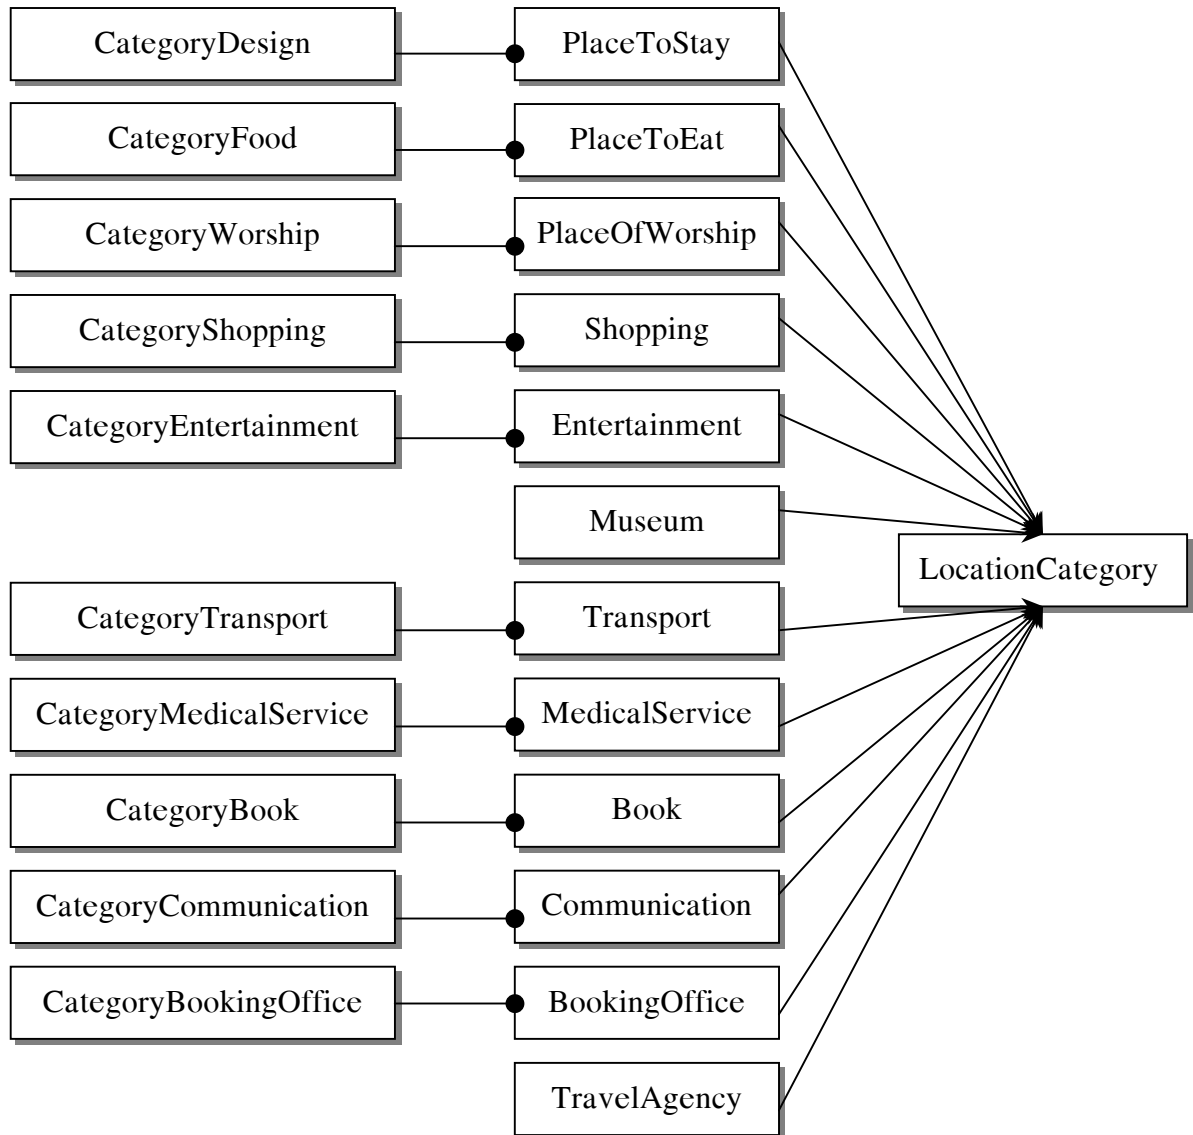 CategoryDesign
PlaceToStay
CategoryFood
PlaceToEat
CategoryWorship
PlaceOfWorship
CategoryShopping
Shopping
CategoryEntertainment
Entertainment
Museum
LocationCategory
CategoryTransport
Transport
CategoryMedicalService
MedicalService
CategoryBook
Book
CategoryCommunication
Communication
CategoryBookingOffice
BookingOffice
TravelAgency